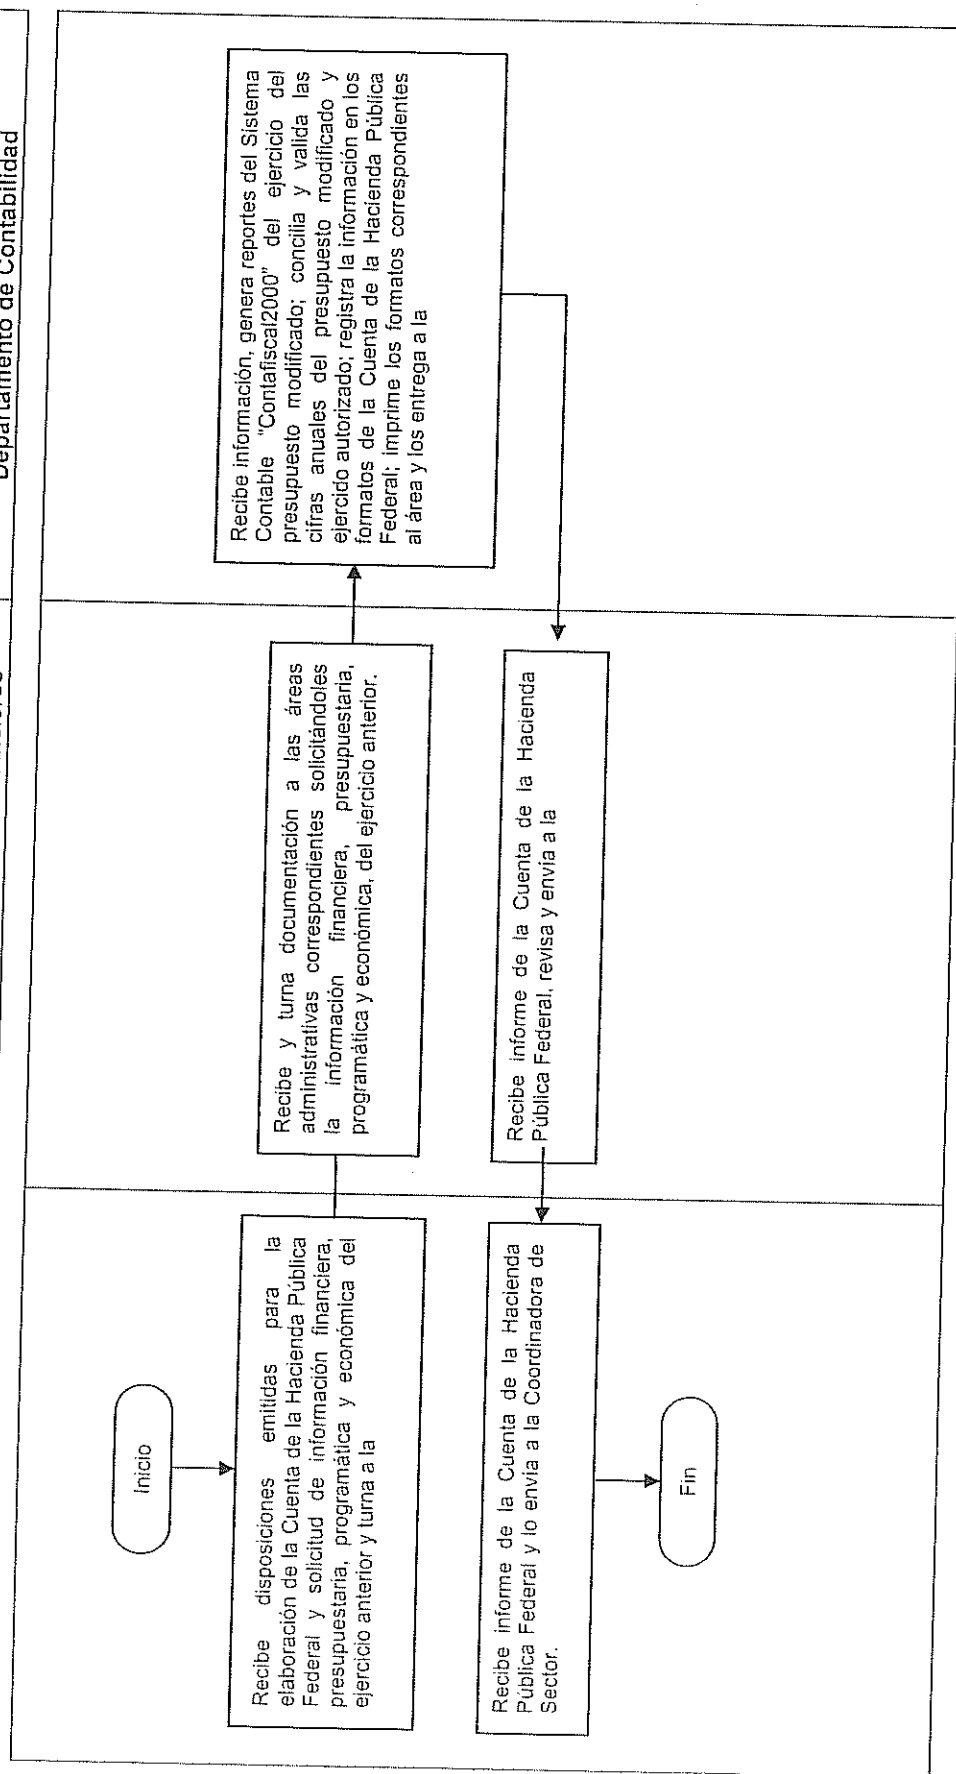 Departamento de Contabilidad
Inicio
Recibe disposiciones emitidas para la
elaboración de la Cuenta de la Hacienda Pública
Federal y solicitud de información financiera,
presupuestaria, programática y económica del
ejercicio anterior y turna a la
Recibe y turna documentación a las áreas
administrativas correspondientes solicitándoles
la información financiera, presupuestaria,
programática y económica, del ejercicio anterior.
Recibe información, genera reportes del Sistema
Contable "Contafiscal2000" del ejercicio del
presupuesto modificado; concilia y valida las
cifras anuales del presupuesto modificado y
ejercido autorizado; registra la información en los
formatos de la Cuenta de la Hacienda Pública
Federal; imprime los formatos correspondientes
al área y los entrega a la
Recibe informe de la Cuenta de la Hacienda
Pública Federal, revisa y envia a la
Recibe informe de la Cuenta de la Hacienda
Pública Federal y lo envia a la Coordinadora de
Sector.
Fin